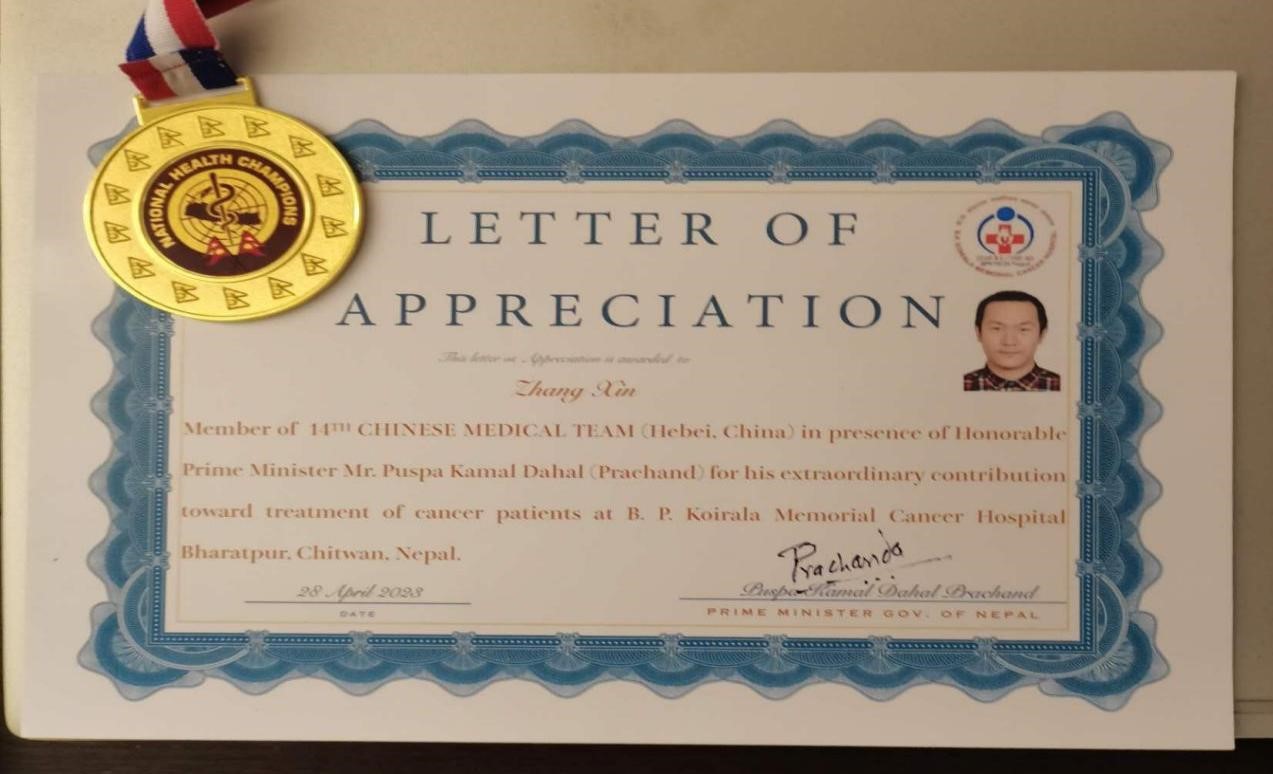 NATIONAL HEALTH CHAMPIONS
LETTER OF
APPRECIATION
This letter of Appreciation is awarded to
Zhang Xin
Member of 14TH CHINESE MEDICAL TEAM (Hebei, China) in presence of Honorable
Prime Minister Mr. Puspa Kamal Dahal (Prachand) for his extraordinary contribution
toward treatment of cancer patients at B. P. Koirala Memorial Cancer Hospital
Bharatpur, Chitwan, Nepal.
Prachanda
28 April 2023
Puspa Kamal Dahal Prachand
DATE
PRIME MINISTER GOV. OF NEPAL